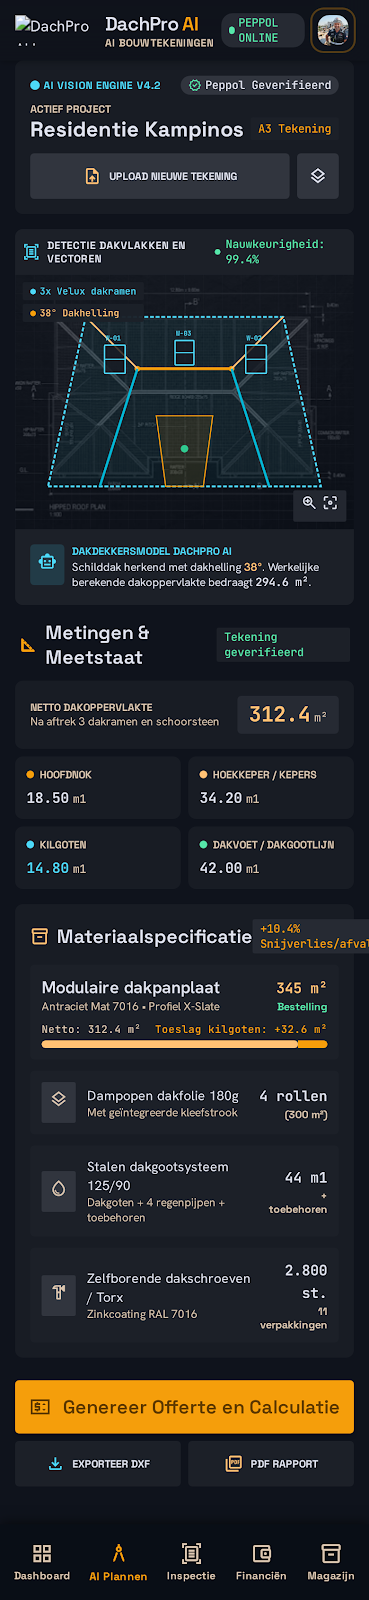 DachPro
...
DachPro AI
AI BOUWTEKENINGEN
PEPPOL
ONLINE
AI VISION ENGINE V4.2
Peppol Geverifieerd
ACTIEF PROJECT
Residentie Kampinos
A3 Tekening
UPLOAD NIEUWE TEKENING
DETECTIE DAKVLAKKEN EN
VECTOREN
Nauwkeurigheid:
99.4%
3x Velux dakramen
38° Dakhelling
W-03
HIPPED ROOF PLAN
DAKDEKKERSMODEL DACHPRO AI
Schilddak herkend met dakhelling 38°. Werkelijke
berekende dakoppervlakte bedraagt 294.6 m².
Metingen &
Meetstaat
Tekening
geverifieerd
NETTO DAKOPPERVLAKTE
Na aftrek 3 dakramen en schoorsteen
312.4 m²
HOOFDNOK
18.50 m1
HOEKKEPER / KEPERS
34.20 m1
KILGOTEN
14.80 m1
DAKVOET / DAKGOOTLIJN
42.00 m1
Materiaalspecificatie
+10.4%
Snijverlies/afval
Modulaire dakpanplaat
345 m²
Antraciet Mat 7016 • Profiel X-Slate
Bestelling
Netto: 312.4 m²
Toeslag kilgoten: +32.6 m²
Dampopen dakfolie 180g
4 rollen
Met geïntegreerde kleefstrook
(300 m²)
Stalen dakgootsysteem
125/90
44 m1
Dakgoten + 4 regenpijpen +
toebehoren
+
toebehoren
Zelfborende dakschroeven
/ Torx
2.800
st.
Zinkcoating RAL 7016
11
verpakkingen
Genereer Offerte en Calculatie
EXPORTEER DXF
PDF RAPPORT
Dashboard
AI Plannen
Inspectie
Financiën
Magazijn